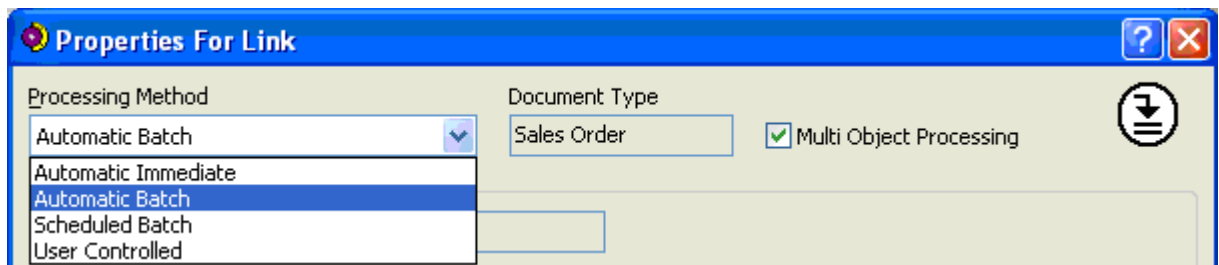 Properties For Link
Processing Method
Document Type
Automatic Batch
Sales Order
Multi Object Processing
Automatic Immediate
Automatic Batch
Scheduled Batch
User Controlled